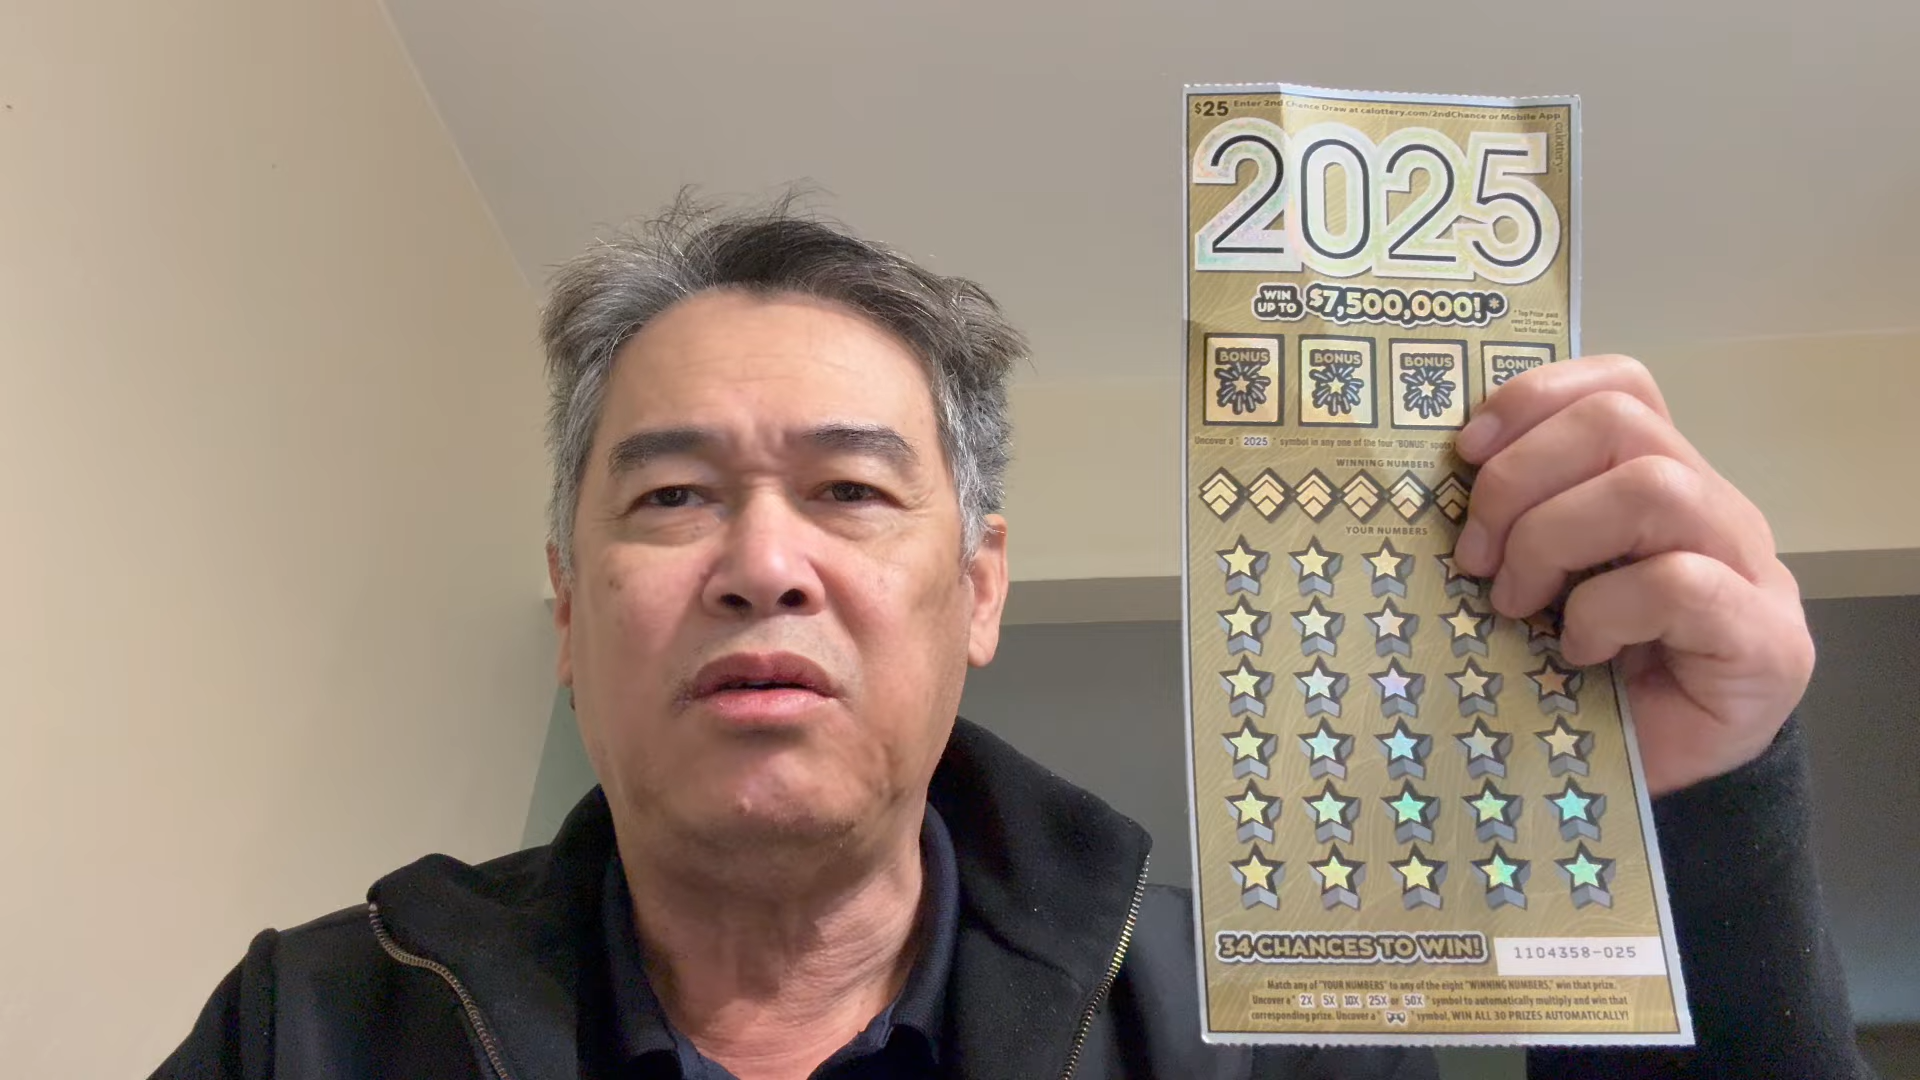 $25 Enter 2nd Chance Draw at calottery.com/2ndChance or Mobile App
calottery
2025
WIN UP TO $7,500,000!*
* Top Prize paid over 25 years. See back for details.
BONUS BONUS BONUS BONUS
Uncover a " 2025 " symbol in any one of the four "BONUS" spots
WINNING NUMBERS
YOUR NUMBERS
34 CHANCES TO WIN! 1104358-025
Match any of "YOUR NUMBERS" to any of the eight "WINNING NUMBERS," win that prize.
Uncover a " 2X, 5X, 10X, 25X or 50X " symbol to automatically multiply and win that
corresponding prize. Uncover a " " symbol, WIN ALL 30 PRIZES AUTOMATICALLY!